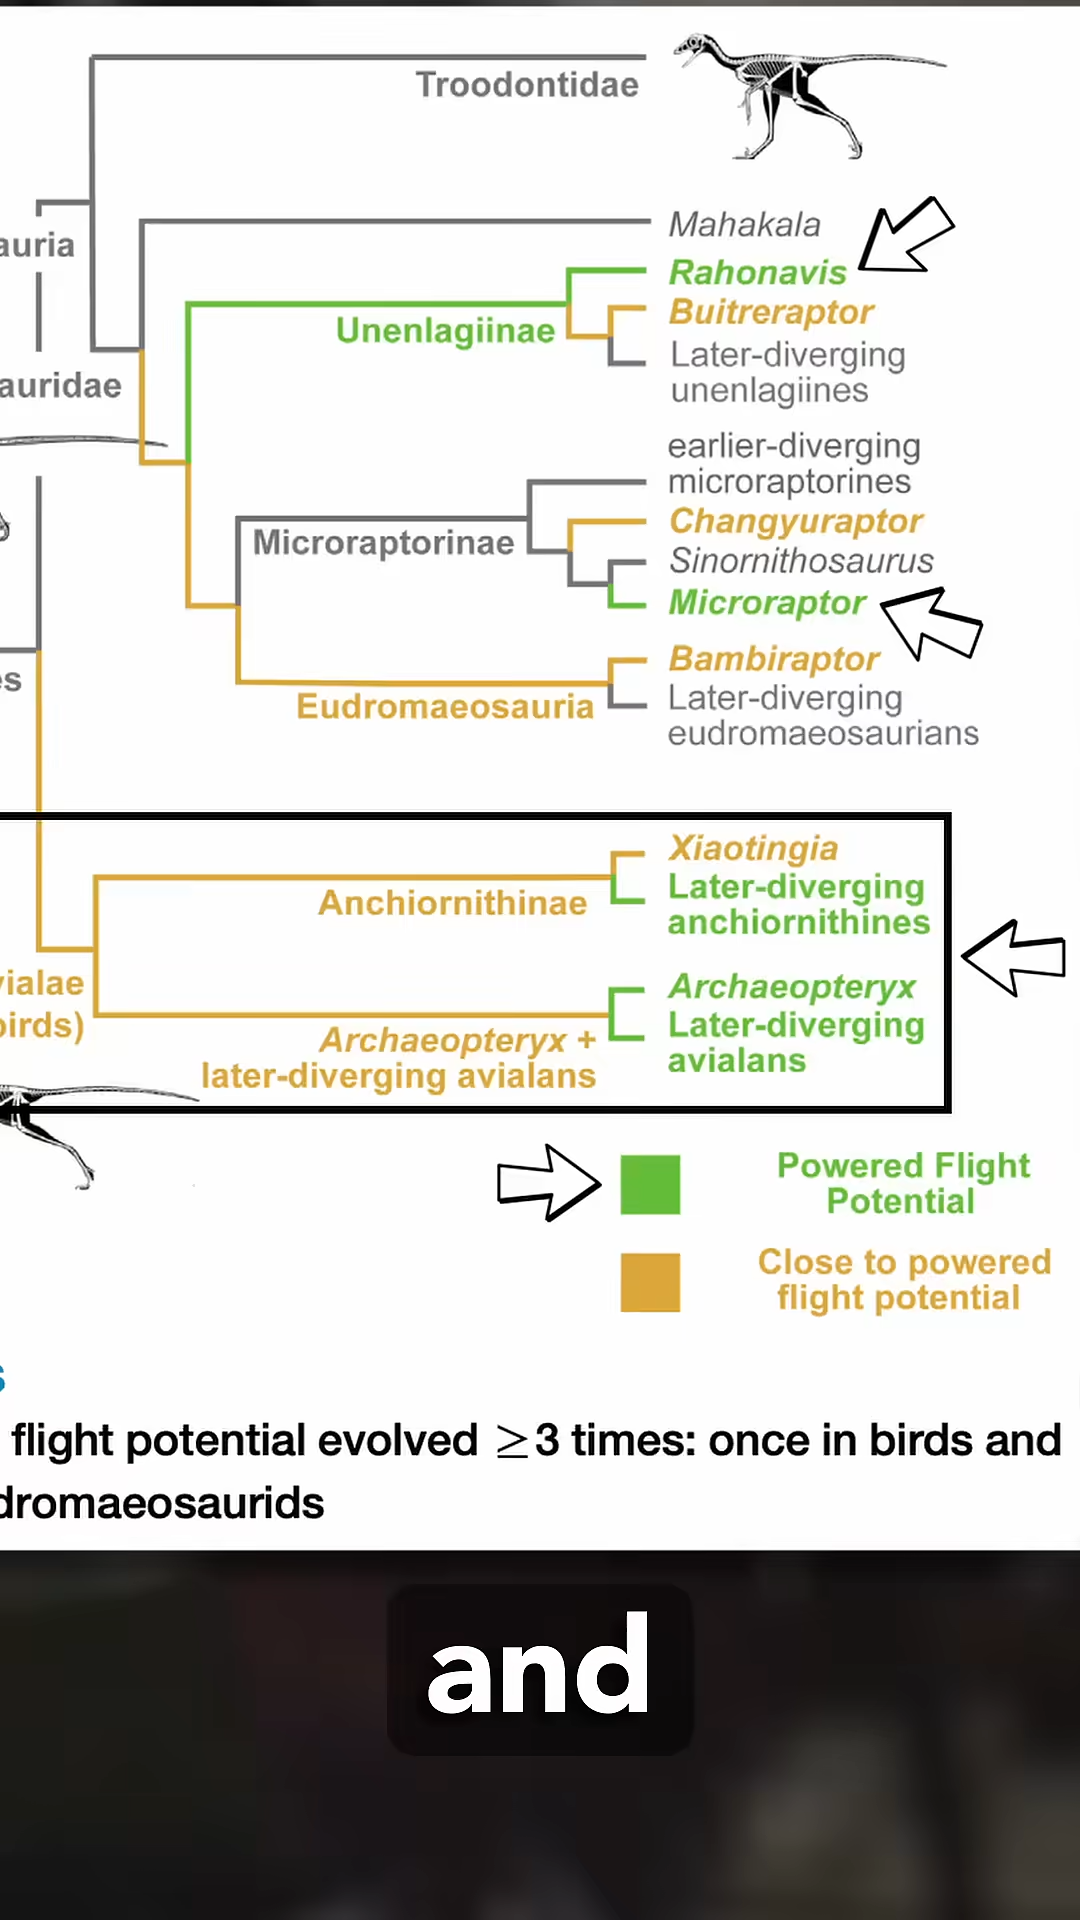 Troodontidae
Mahakala
auria
Rahonavis
Buitreraptor
Unenlagiinae
Later-diverging
unenlagiines
auridae
earlier-diverging
microraptorines
Changyuraptor
Microraptorinae
Sinornithosaurus
Microraptor
Bambiraptor
es
Later-diverging
Eudromaeosauria
eudromaeosaurians
Xiaotingia
Later-diverging
Anchiornithinae
anchiornithines
vialae
Archaeopteryx
birds)
Later-diverging
Archaeopteryx +
avialans
later-diverging avialans
Powered Flight
Potential
Close to powered
flight potential
s
flight potential evolved ≥3 times: once in birds and
dromaeosaurids
and